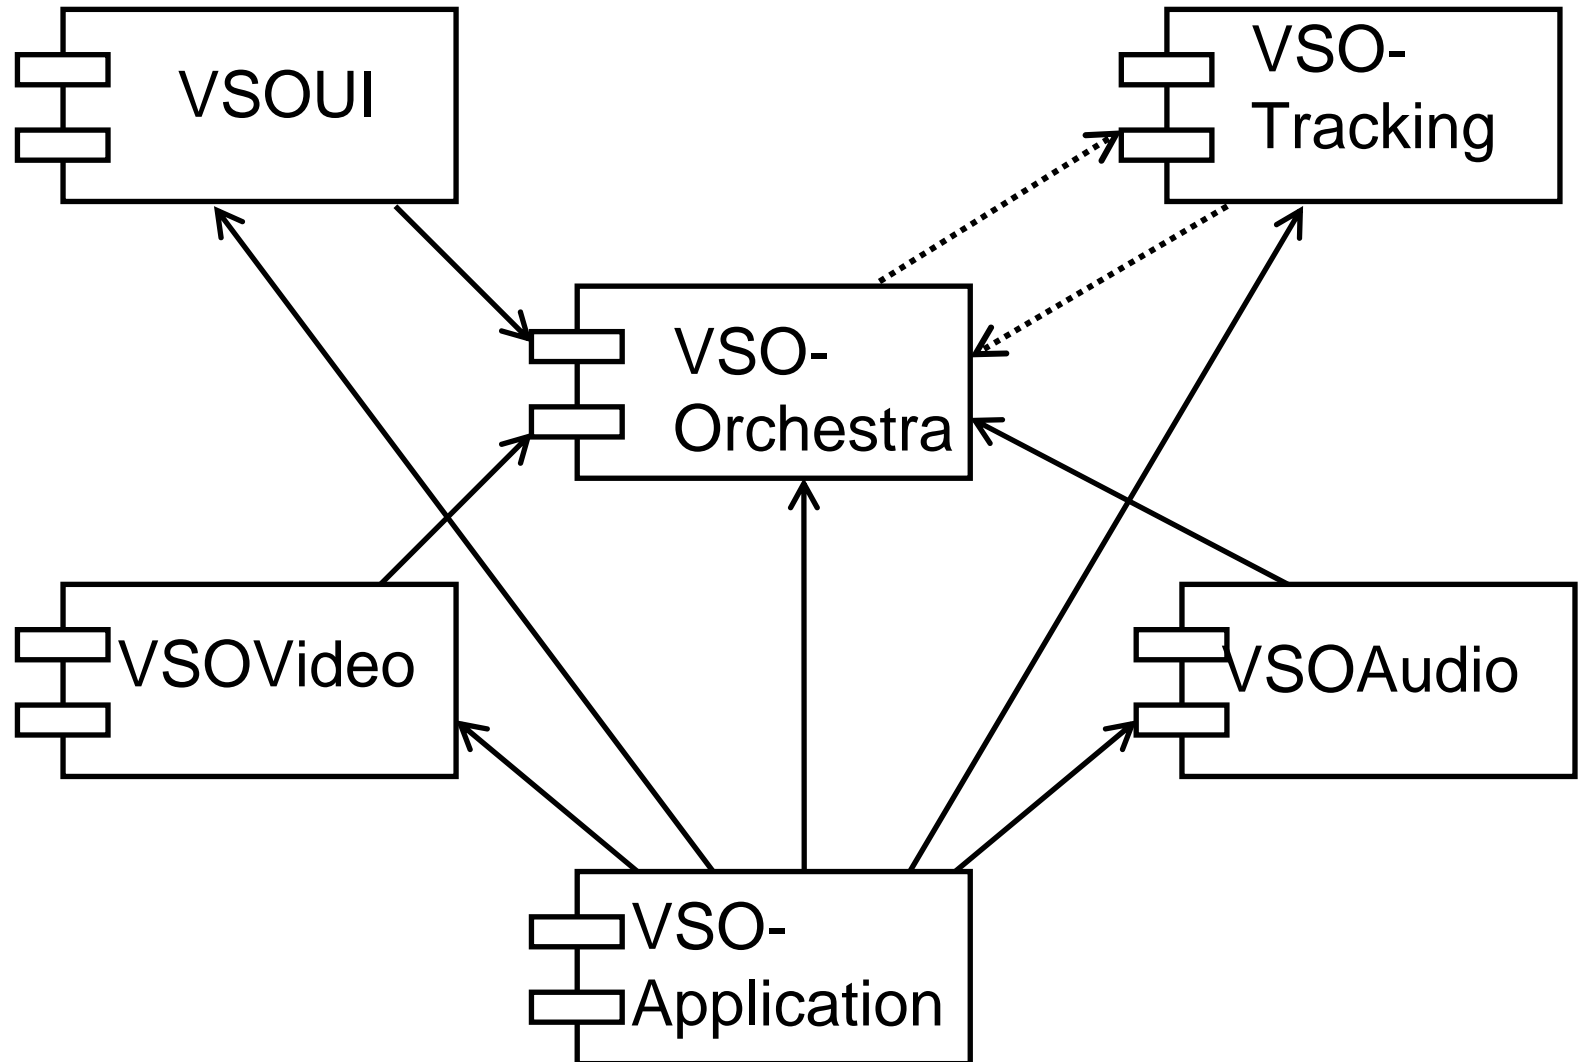 VSOUI
VSO-
Tracking
VSO-
Orchestra
VSOVideo
VSOAudio
VSO-
Application